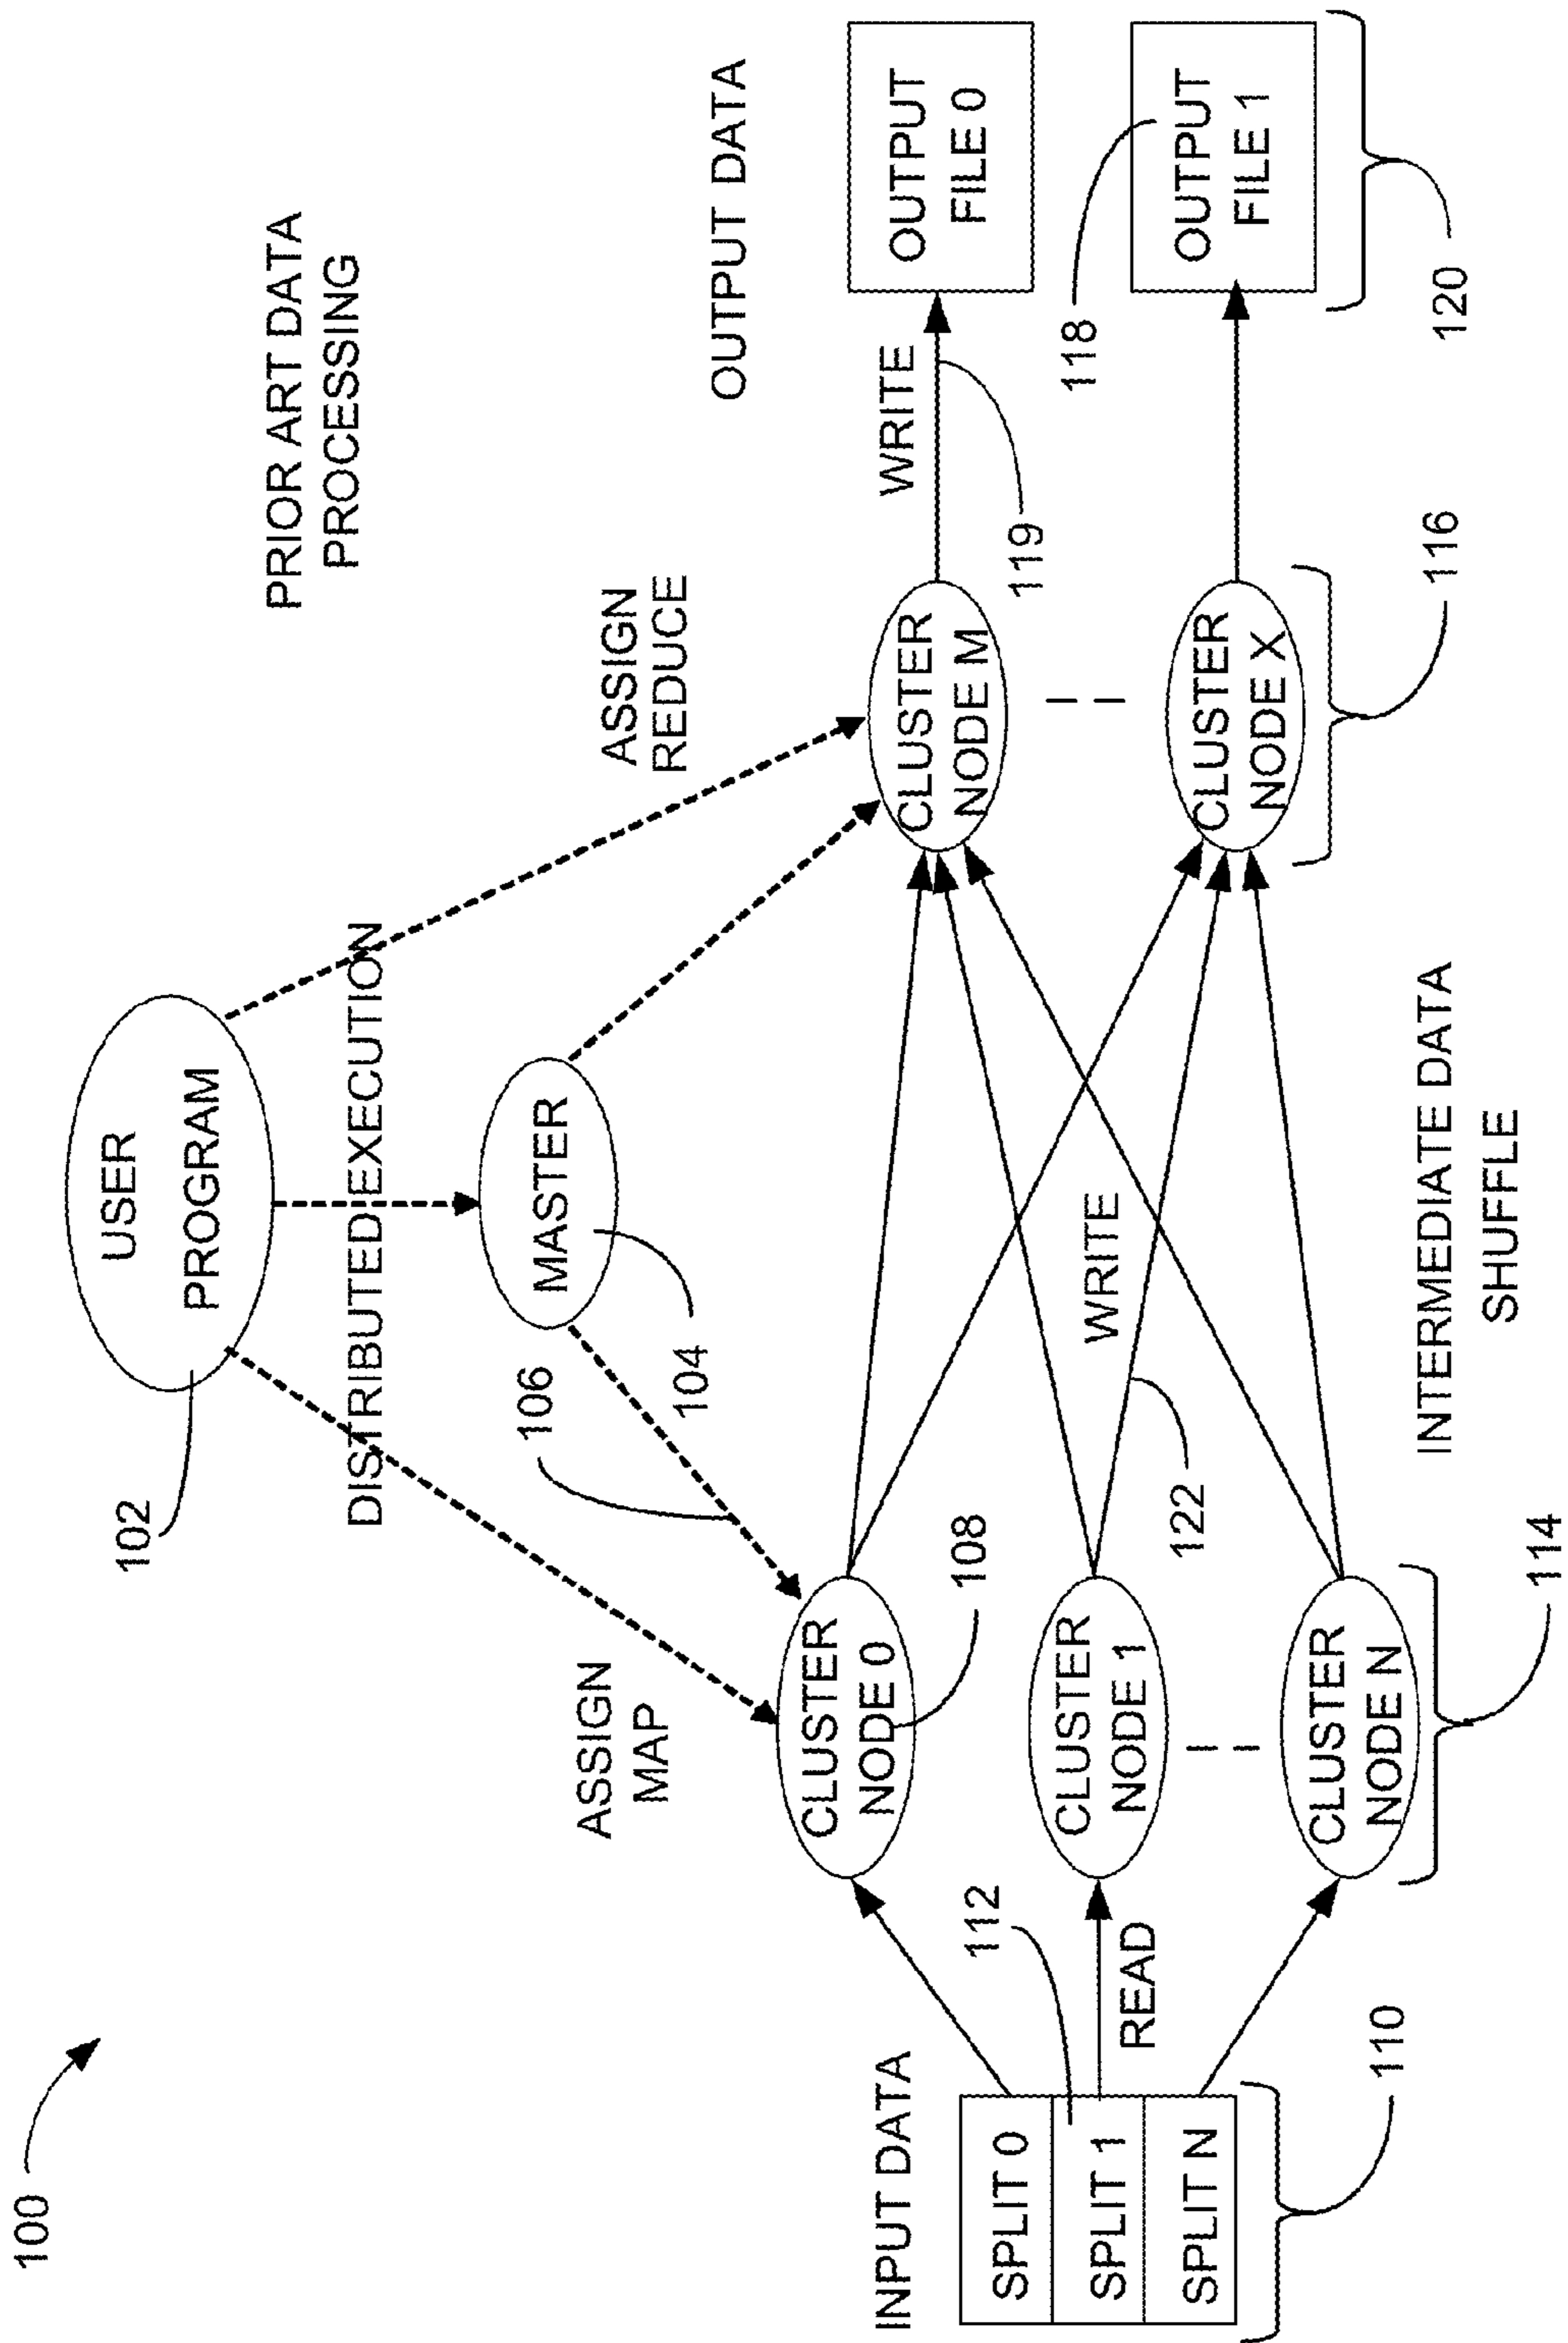 100
PRIOR ART DATA
PROCESSING
USER
PROGRAM
102
DISTRIBUTED EXECUTION
MASTER
104
106
ASSIGN
MAP
ASSIGN
REDUCE
INPUT DATA
SPLIT 0
SPLIT 1
SPLIT N
110
112
READ
CLUSTER
NODE 0
108
CLUSTER
NODE 1
CLUSTER
NODE N
114
WRITE
122
INTERMEDIATE DATA
SHUFFLE
CLUSTER
NODE M
CLUSTER
NODE X
116
WRITE
119
OUTPUT DATA
OUTPUT
FILE 0
118
OUTPUT
FILE 1
120